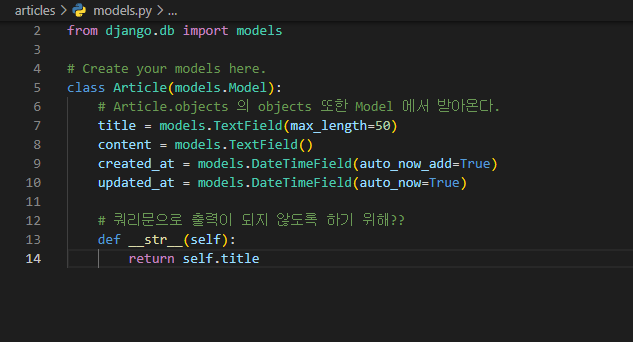 articles > models.py > ...
2 from django.db import models
3
4 # Create your models here.
5 class Article(models.Model):
6 # Article.objects 의 objects 또한 Model 에서 받아온다.
7 title = models.TextField(max_length=50)
8 content = models.TextField()
9 created_at = models.DateTimeField(auto_now_add=True)
10 updated_at = models.DateTimeField(auto_now=True)
11
12 # 쿼리문으로 출력이 되지 않도록 하기 위해??
13 def __str__(self):
14 return self.title